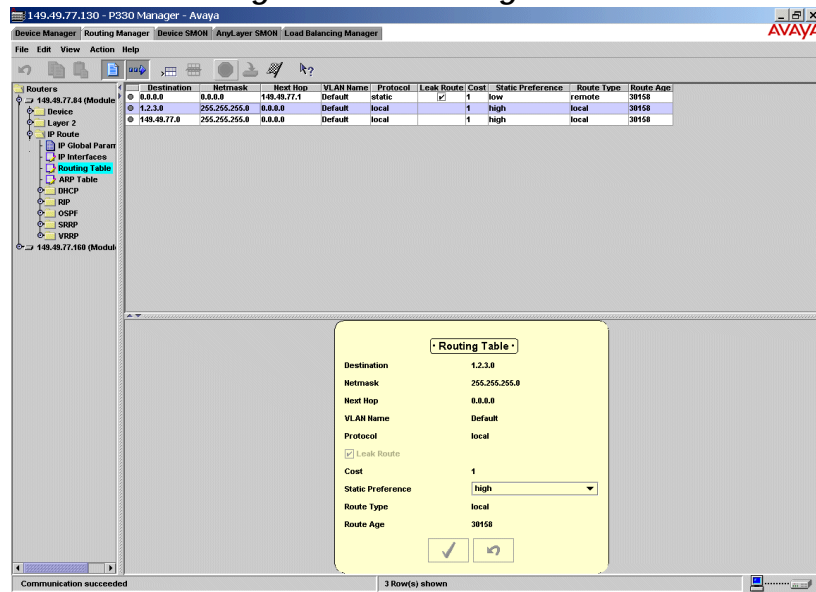 149.49.77.130 - P330 Manager - Avaya
Device Manager Routing Manager Device SMON AnyLayer SMON Load Balancing Manager
AVAYA
File Edit View Action Help
Routers
149.49.77.84 (Module
Device
Layer 2
IP Route
IP Global Param
IP Interfaces
Routing Table
ARP Table
DHCP
RIP
OSPF
SRRP
VRRP
149.49.77.160 (Modul
Destination Netmask Next Hop VLAN Name Protocol Leak Route Cost Static Preference Route Type Route Age
0.0.0.0 0.0.0.0 149.49.77.1 Default static 1 low remote 30158
1.2.3.0 255.255.255.0 0.0.0.0 Default local 1 high local 30158
149.49.77.0 255.255.255.0 0.0.0.0 Default local 1 high local 30158
· Routing Table ·
Destination 1.2.3.0
Netmask 255.255.255.0
Next Hop 0.0.0.0
VLAN Name Default
Protocol local
Leak Route
Cost 1
Static Preference high
Route Type local
Route Age 30158
Communication succeeded
3 Row(s) shown